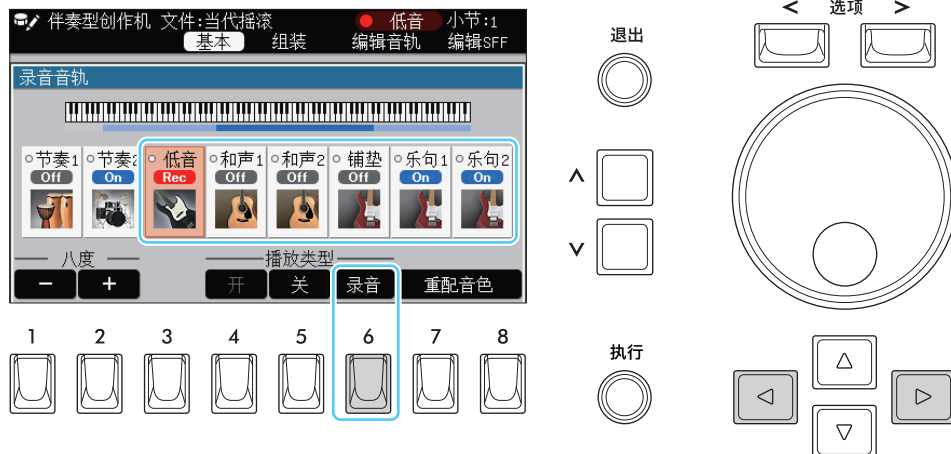 伴奏型创作机 文件:当代摇滚 低音 小节:1
基本 组装 编辑音轨 编辑SFF
录音音轨
节奏1 节奏2 低音 和声1 和声2 铺垫 乐句1 乐句2
Off On Rec Off Off Off On On
八度 播放类型
− + 开 关 录音 重配音色
1 2 3 4 5 6 7 8
退出
∧
∨
执行
< 选项 >